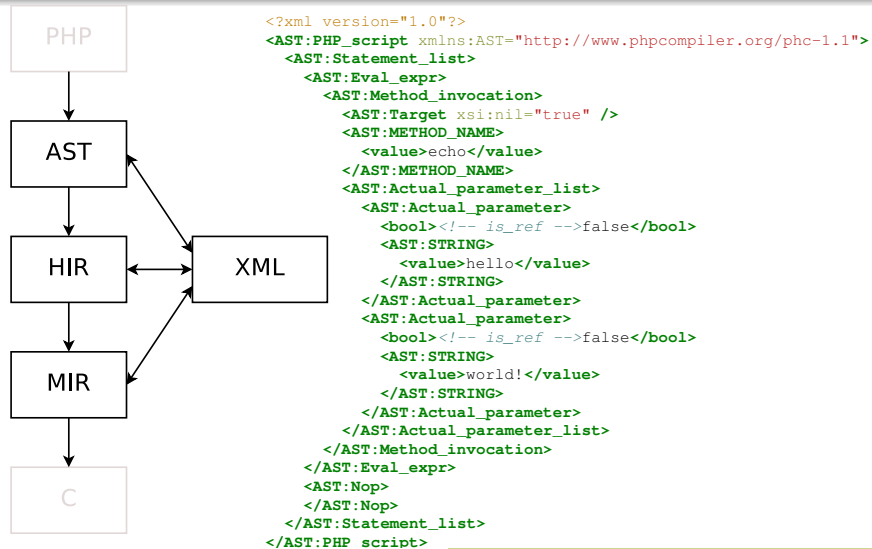 PHP
AST
HIR
XML
MIR
C
<?xml version="1.0"?>
<AST:PHP_script xmlns:AST="http://www.phpcompiler.org/phc-1.1">
<AST:Statement_list>
<AST:Eval_expr>
<AST:Method_invocation>
<AST:Target xsi:nil="true" />
<AST:METHOD_NAME>
<value>echo</value>
</AST:METHOD_NAME>
<AST:Actual_parameter_list>
<AST:Actual_parameter>
<bool><!-- is_ref -->false</bool>
<AST:STRING>
<value>hello</value>
</AST:STRING>
</AST:Actual_parameter>
<AST:Actual_parameter>
<bool><!-- is_ref -->false</bool>
<AST:STRING>
<value>world!</value>
</AST:STRING>
</AST:Actual_parameter>
</AST:Actual_parameter_list>
</AST:Method_invocation>
</AST:Eval_expr>
<AST:Nop>
</AST:Nop>
</AST:Statement_list>
</AST:PHP_script>